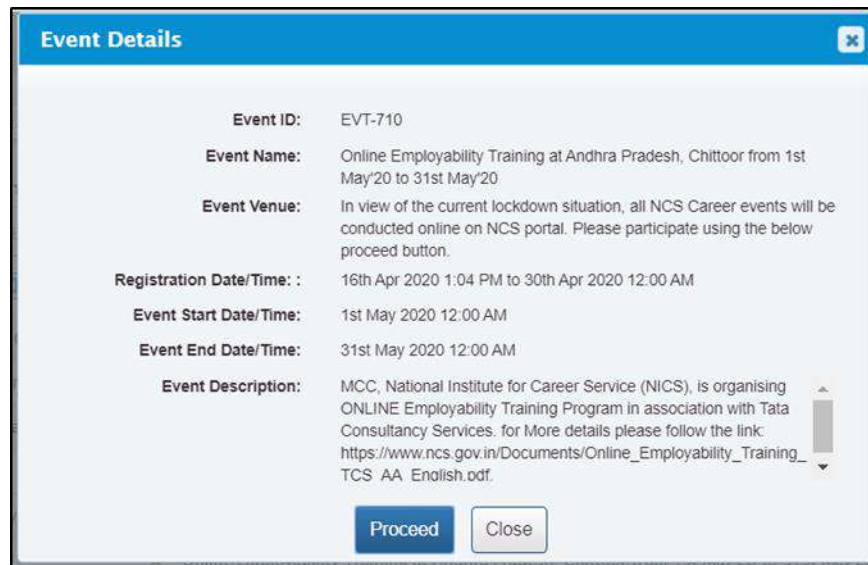 Event Details
Event ID: EVT-710
Event Name: Online Employability Training at Andhra Pradesh, Chittoor from 1st
May'20 to 31st May'20
Event Venue: In view of the current lockdown situation, all NCS Career events will be
conducted online on NCS portal. Please participate using the below
proceed button.
Registration Date/Time: : 16th Apr 2020 1:04 PM to 30th Apr 2020 12:00 AM
Event Start Date/Time: 1st May 2020 12:00 AM
Event End Date/Time: 31st May 2020 12:00 AM
Event Description: MCC, National Institute for Career Service (NICS), is organising
ONLINE Employability Training Program in association with Tata
Consultancy Services. for More details please follow the link:
https://www.ncs.gov.in/Documents/Online_Employability_Training_
TCS_AA_English.pdf.
Proceed Close